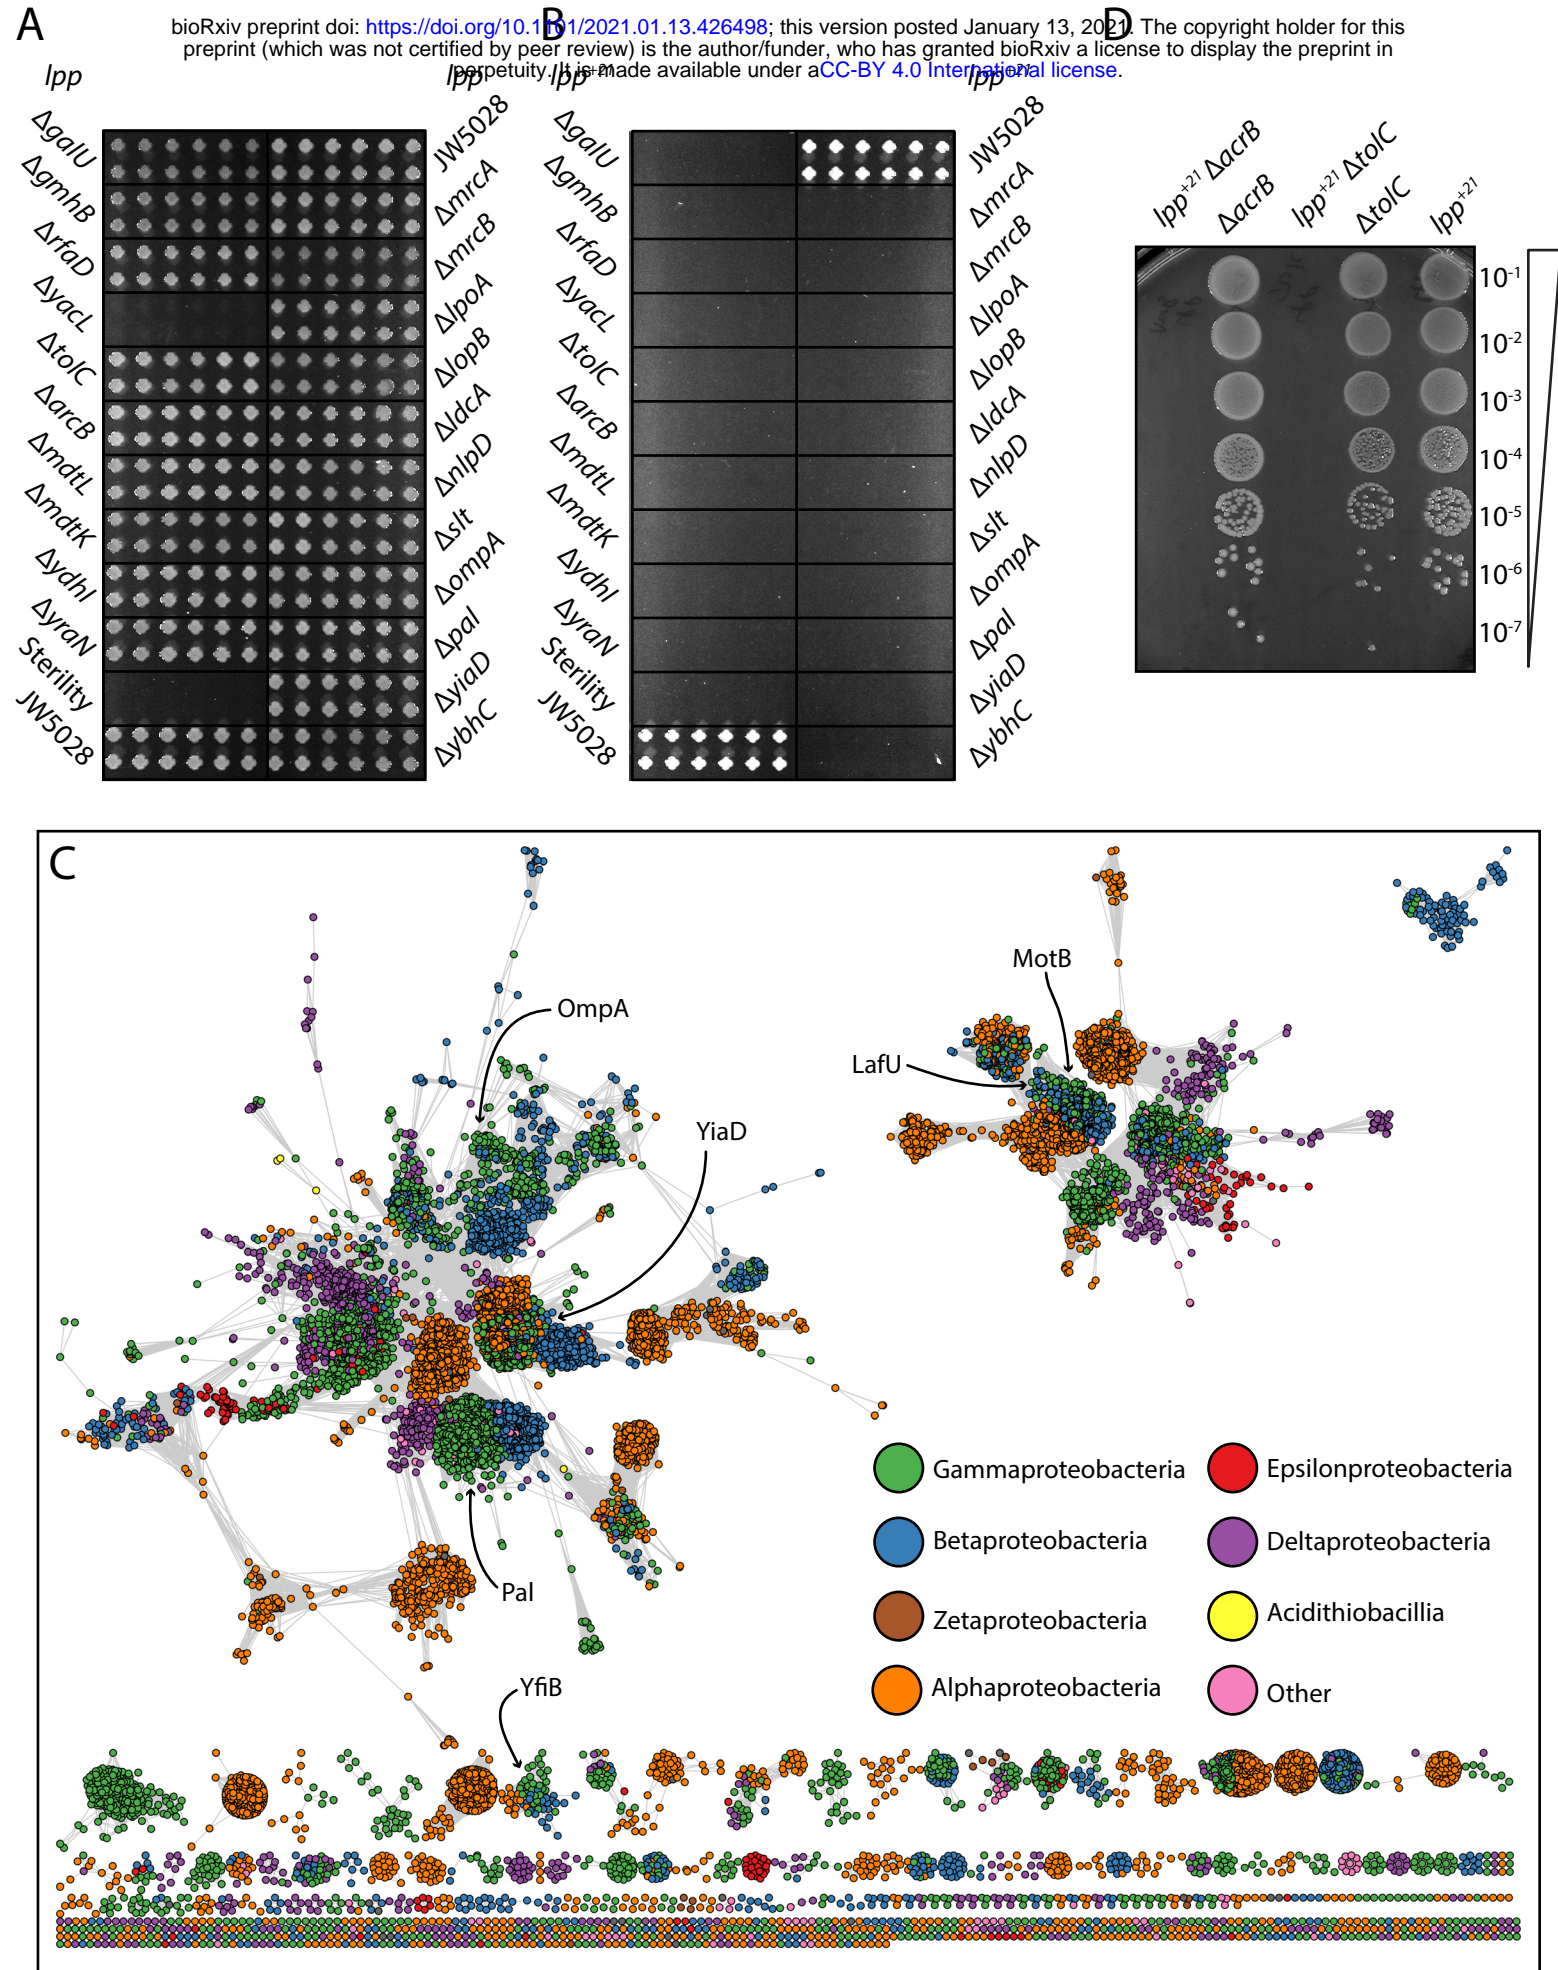 A
B
D
bioRxiv preprint doi: https://doi.org/10.1101/2021.01.13.426498; this version posted January 13, 2021. The copyright holder for this
preprint (which was not certified by peer review) is the author/funder, who has granted bioRxiv a license to display the preprint in
perpetuity. It is made available under aCC-BY 4.0 International license.
lpp
lpp
lpp+21
lpp+21
ΔgalU
ΔgmhB
ΔrfaD
ΔyacL
ΔtolC
ΔarcB
ΔmdtL
ΔmdtK
ΔydhI
ΔyraN
Sterility
JW5028
JW5028
ΔmrcA
ΔmrcB
ΔlpoA
ΔlopB
ΔldcA
ΔnlpD
Δslt
ΔompA
Δpal
ΔyiaD
ΔybhC
ΔgalU
ΔgmhB
ΔrfaD
ΔyacL
ΔtolC
ΔarcB
ΔmdtL
ΔmdtK
ΔydhI
ΔyraN
Sterility
JW5028
JW5028
ΔmrcA
ΔmrcB
ΔlpoA
ΔlopB
ΔldcA
ΔnlpD
Δslt
ΔompA
Δpal
ΔyiaD
ΔybhC
lpp+21 ΔacrB
ΔacrB
lpp+21 ΔtolC
ΔtolC
lpp+21
10-1
10-2
10-3
10-4
10-5
10-6
10-7
C
OmpA
YiaD
Pal
YfiB
MotB
LafU
Gammaproteobacteria
Betaproteobacteria
Zetaproteobacteria
Alphaproteobacteria
Epsilonproteobacteria
Deltaproteobacteria
Acidithiobacillia
Other